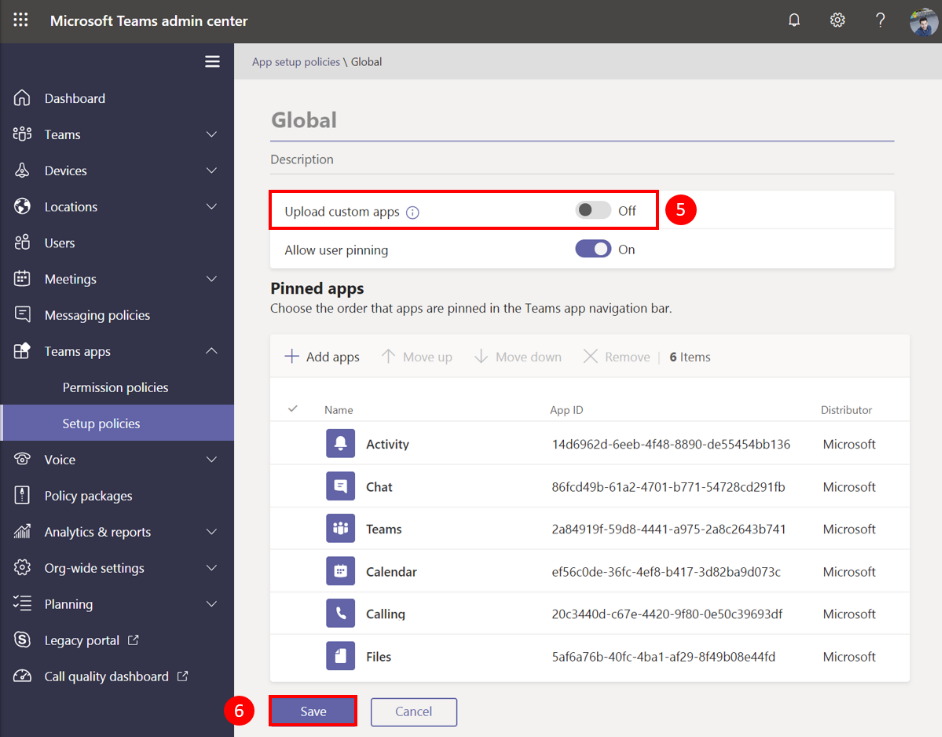 Microsoft Teams admin center
?
App setup policies \ Global
Dashboard
Teams
Devices
Locations
Users
Meetings
Messaging policies
Teams apps
Permission policies
Setup policies
Voice
Policy packages
Analytics & reports
Org-wide settings
Planning
Legacy portal
Call quality dashboard
Global
Description
Upload custom apps Off 5
Allow user pinning On
Pinned apps
Choose the order that apps are pinned in the Teams app navigation bar.
Add apps Move up Move down Remove | 6 Items
Name App ID Distributor
Activity 14d6962d-6eeb-4f48-8890-de55454bb136 Microsoft
Chat 86fcd49b-61a2-4701-b771-54728cd291fb Microsoft
Teams 2a84919f-59d8-4441-a975-2a8c2643b741 Microsoft
Calendar ef56c0de-36fc-4ef8-b417-3d82ba9d073c Microsoft
Calling 20c3440d-c67e-4420-9f80-0e50c39693df Microsoft
Files 5af6a76b-40fc-4ba1-af29-8f49b08e44fd Microsoft
6 Save Cancel